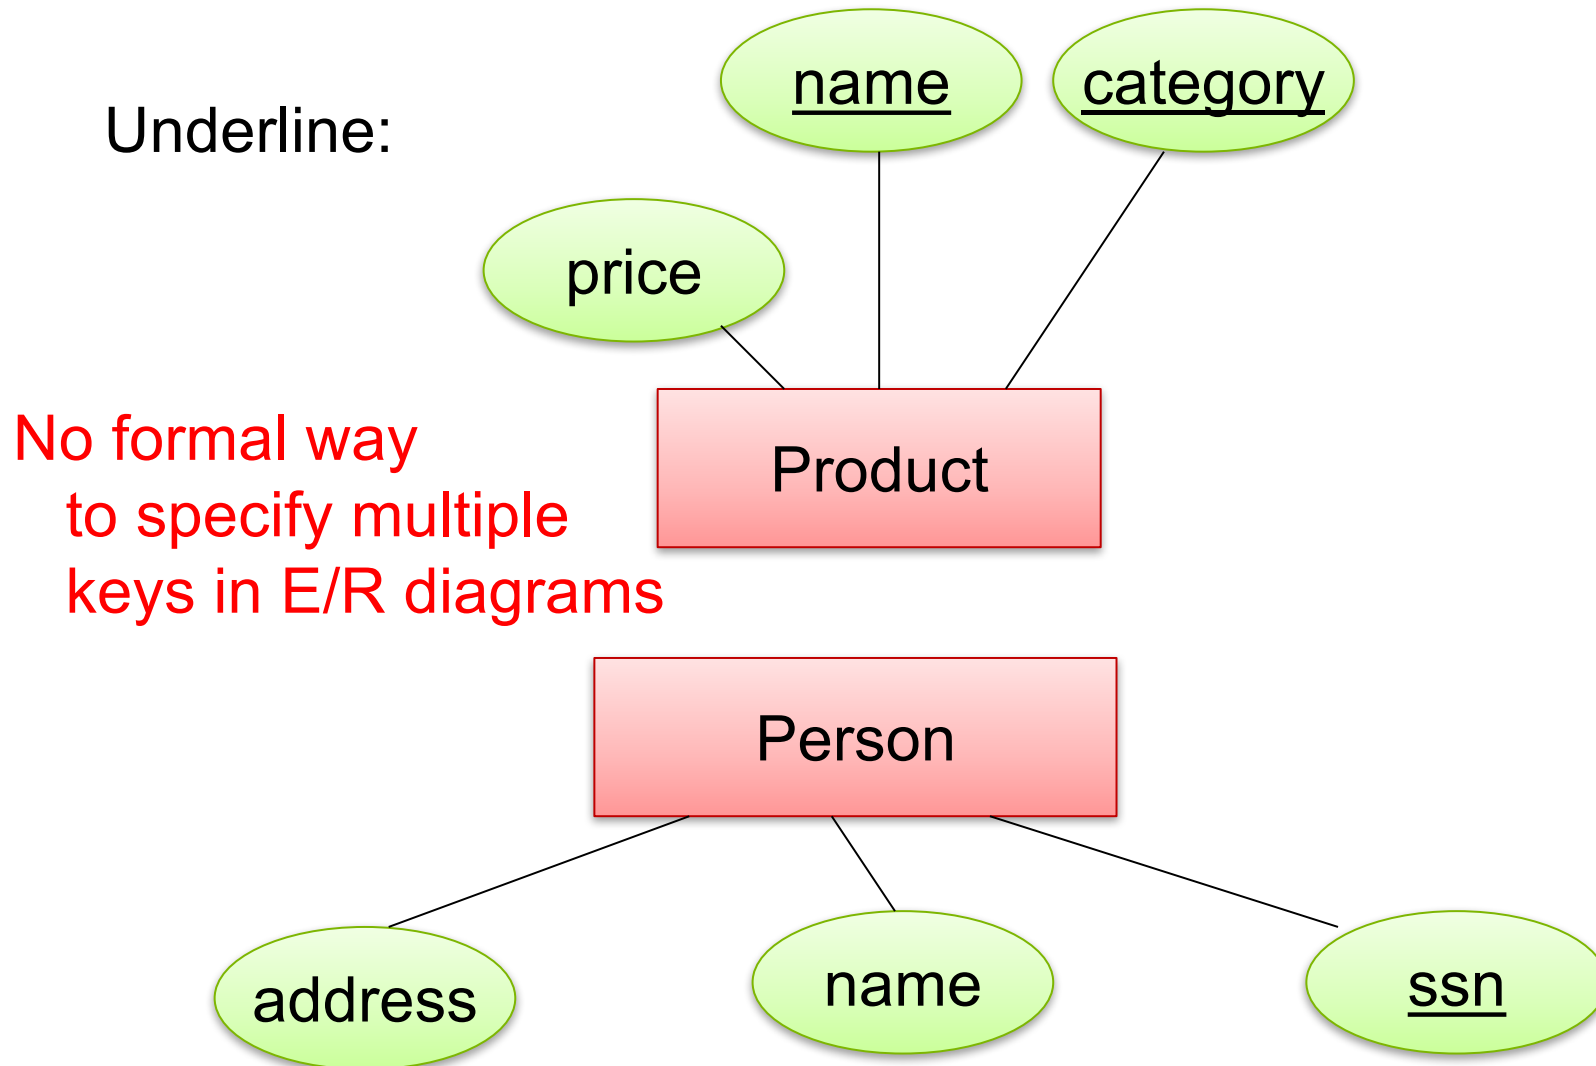 name
category
Underline:
price
No formal way
to specify multiple
keys in E/R diagrams
Product
Person
address
name
ssn